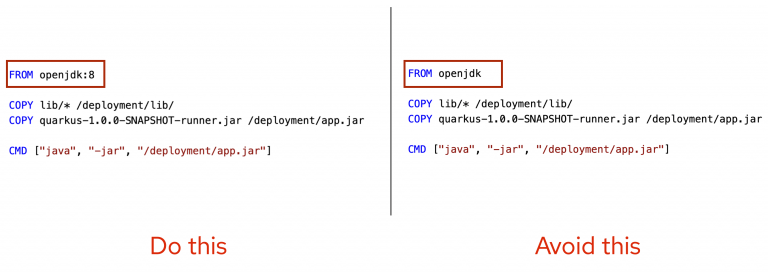 FROM openjdk:8
COPY lib/* /deployment/lib/
COPY quarkus-1.0.0-SNAPSHOT-runner.jar /deployment/app.jar
CMD ["java", "-jar", "/deployment/app.jar"]
Do this
FROM openjdk
COPY lib/* /deployment/lib/
COPY quarkus-1.0.0-SNAPSHOT-runner.jar /deployment/app.jar
CMD ["java", "-jar", "/deployment/app.jar"]
Avoid this